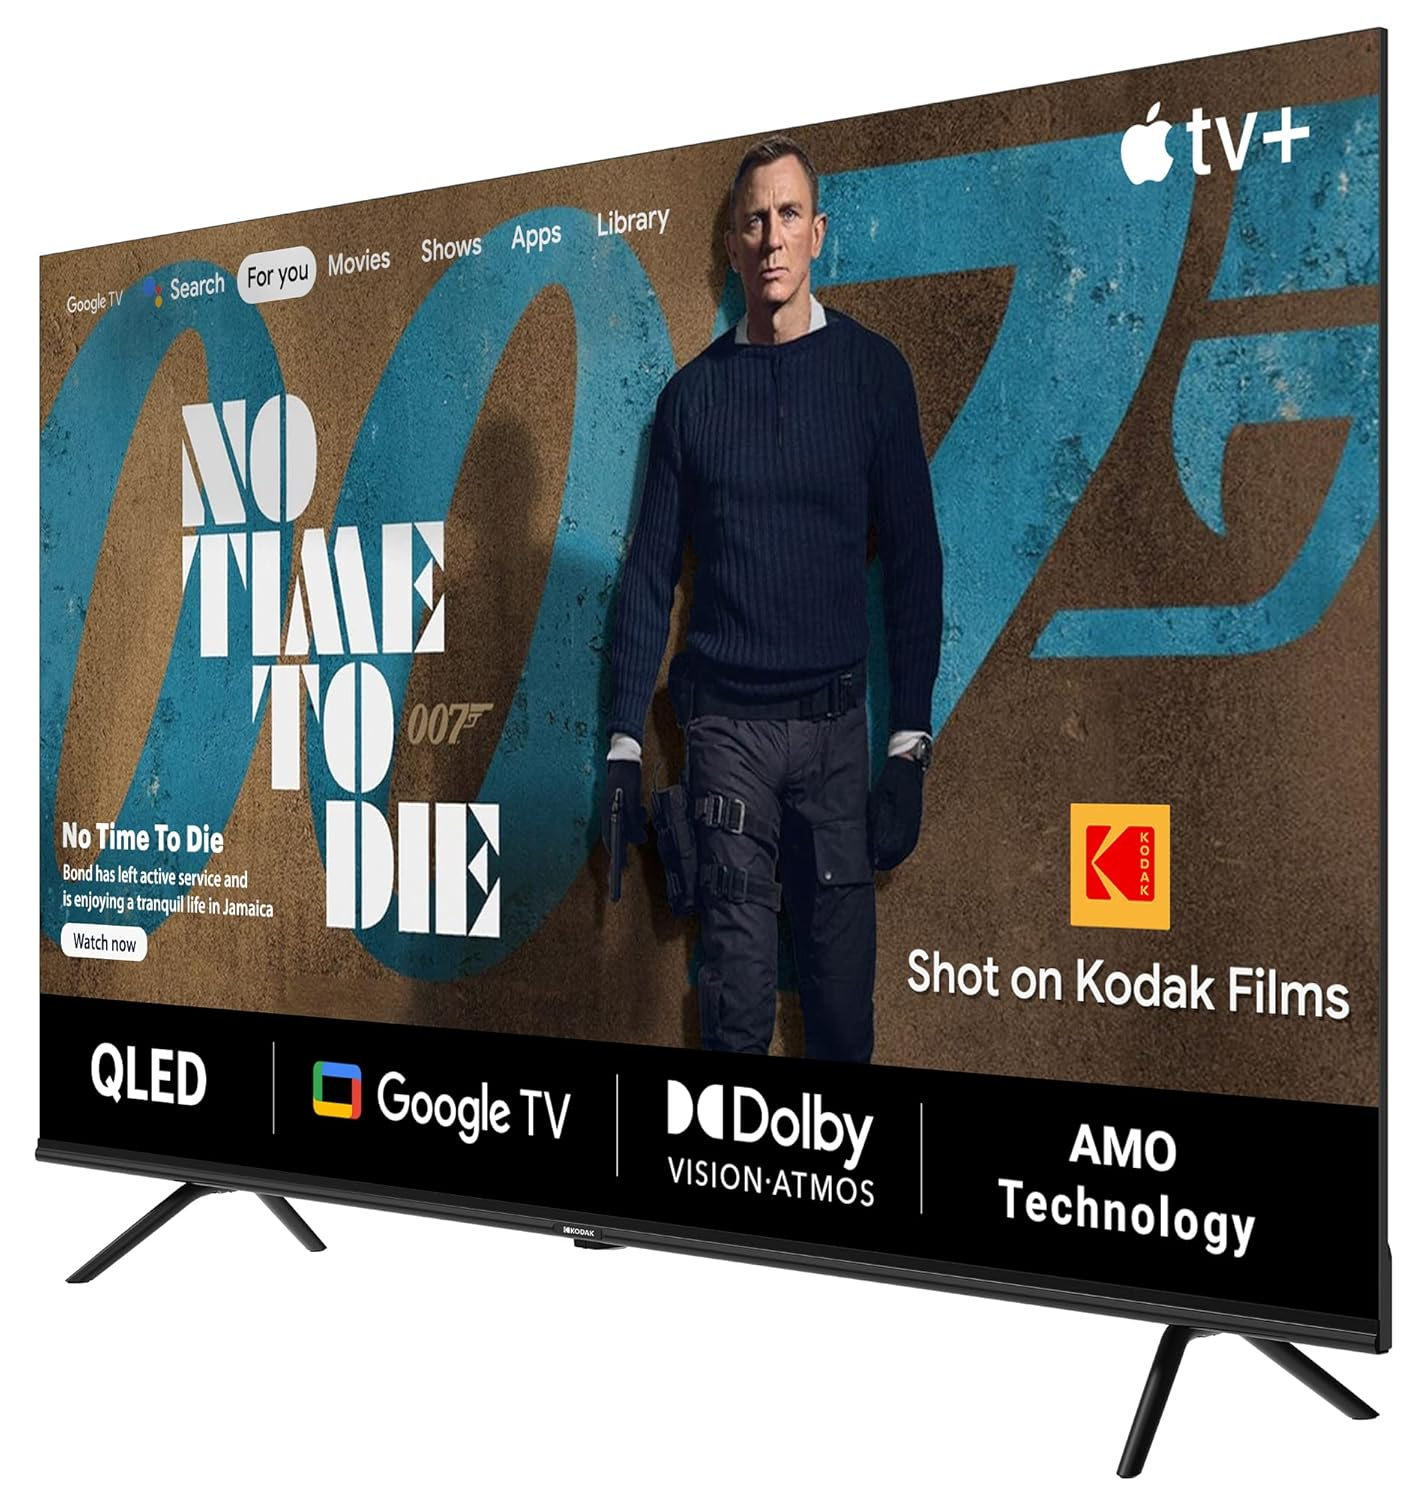 tv+
Google TV
Search
For you
Movies
Shows
Apps
Library
007
NO
TIME
TO
DIE
007
No Time To Die
Bond has left active service and
is enjoying a tranquil life in Jamaica
Watch now
KODAK
Shot on Kodak Films
QLED
Google TV
Dolby
VISION·ATMOS
AMO
Technology
KODAK